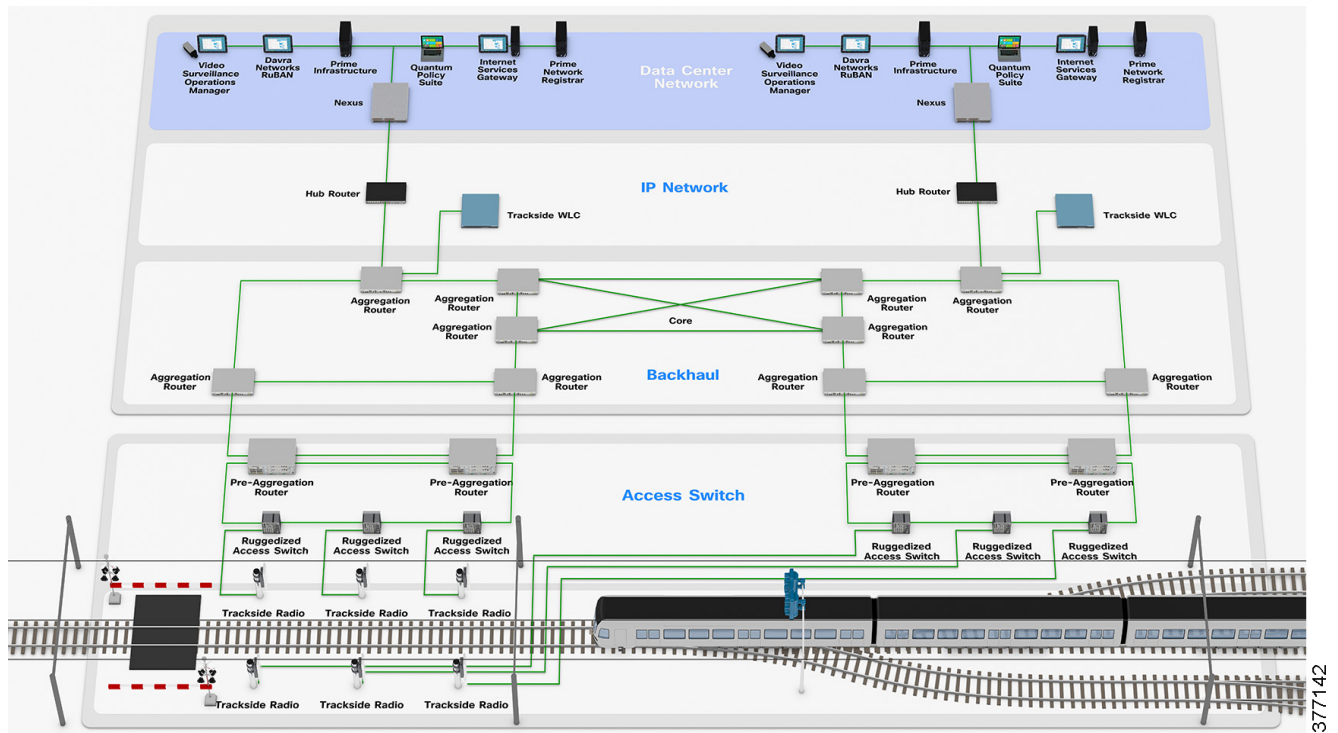 Video
Surveillance
Operations
Manager
Davra
Networks
RuBAN
Prime
Infrastructure
Quantum
Policy
Suite
Internet
Services
Gateway
Prime
Network
Registrar
Data Center
Network
Video
Surveillance
Operations
Manager
Davra
Networks
RuBAN
Prime
Infrastructure
Quantum
Policy
Suite
Internet
Services
Gateway
Prime
Network
Registrar
Nexus
Nexus
Hub Router
IP Network
Hub Router
Trackside WLC
Trackside WLC
Aggregation
Router
Aggregation
Router
Aggregation
Router
Aggregation
Router
Aggregation
Router
Core
Aggregation
Router
Aggregation
Router
Aggregation
Router
Backhaul
Aggregation
Router
Aggregation
Router
Pre-Aggregation
Router
Pre-Aggregation
Router
Access Switch
Pre-Aggregation
Router
Pre-Aggregation
Router
Ruggedized
Access Switch
Ruggedized
Access Switch
Ruggedized
Access Switch
Ruggedized
Access Switch
Ruggedized
Access Switch
Ruggedized
Access Switch
Trackside Radio
Trackside Radio
Trackside Radio
Trackside Radio
Trackside Radio
Trackside Radio
377142